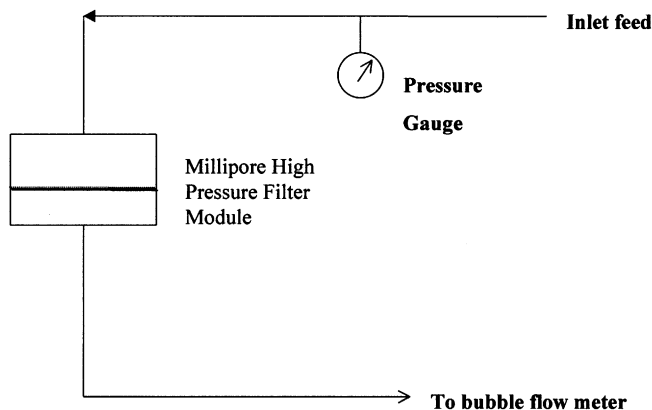 Inlet feed
Pressure
Gauge
Millipore High
Pressure Filter
Module
To bubble flow meter